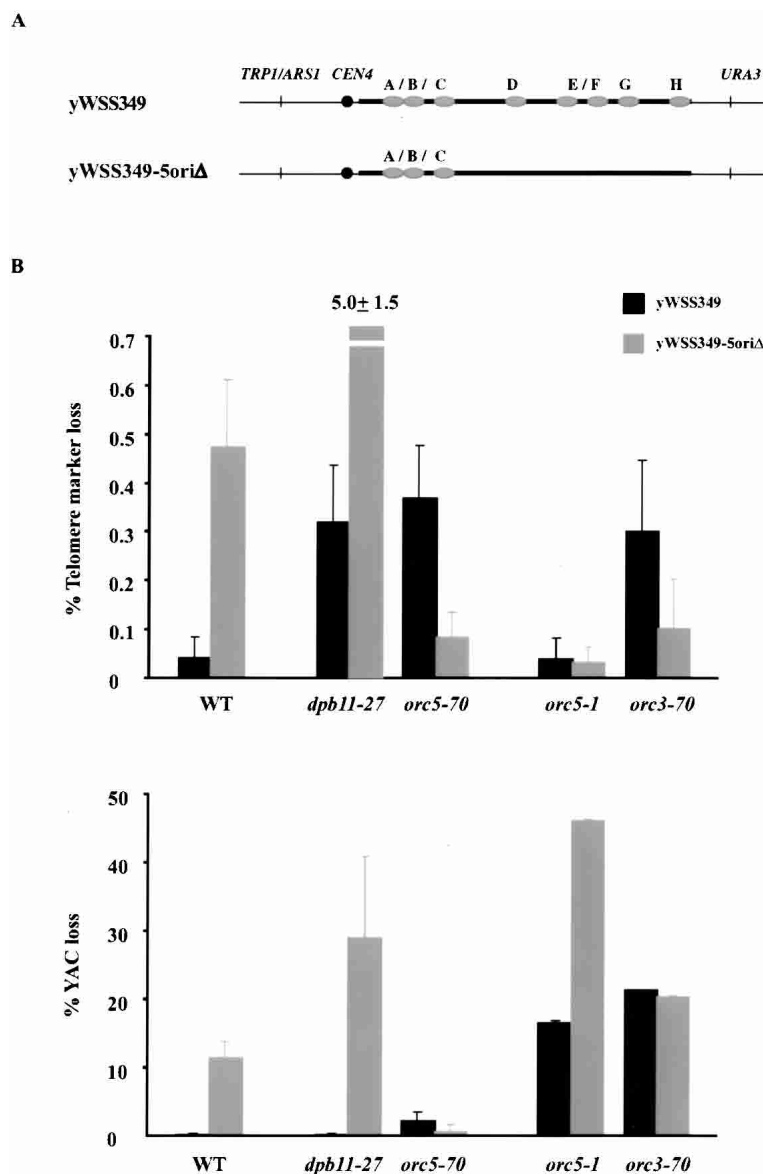 A
TRP1/ARS1 CEN4 A / B / C D E / F G H URA3
yWSS349
A / B / C
yWSS349-5oriΔ
B
5.0± 1.5
yWSS349
yWSS349-5oriΔ
% Telomere marker loss
0.7
0.6
0.5
0.4
0.3
0.2
0.1
0
WT dpb11-27 orc5-70 orc5-1 orc3-70
% YAC loss
50
40
30
20
10
0
WT dpb11-27 orc5-70 orc5-1 orc3-70